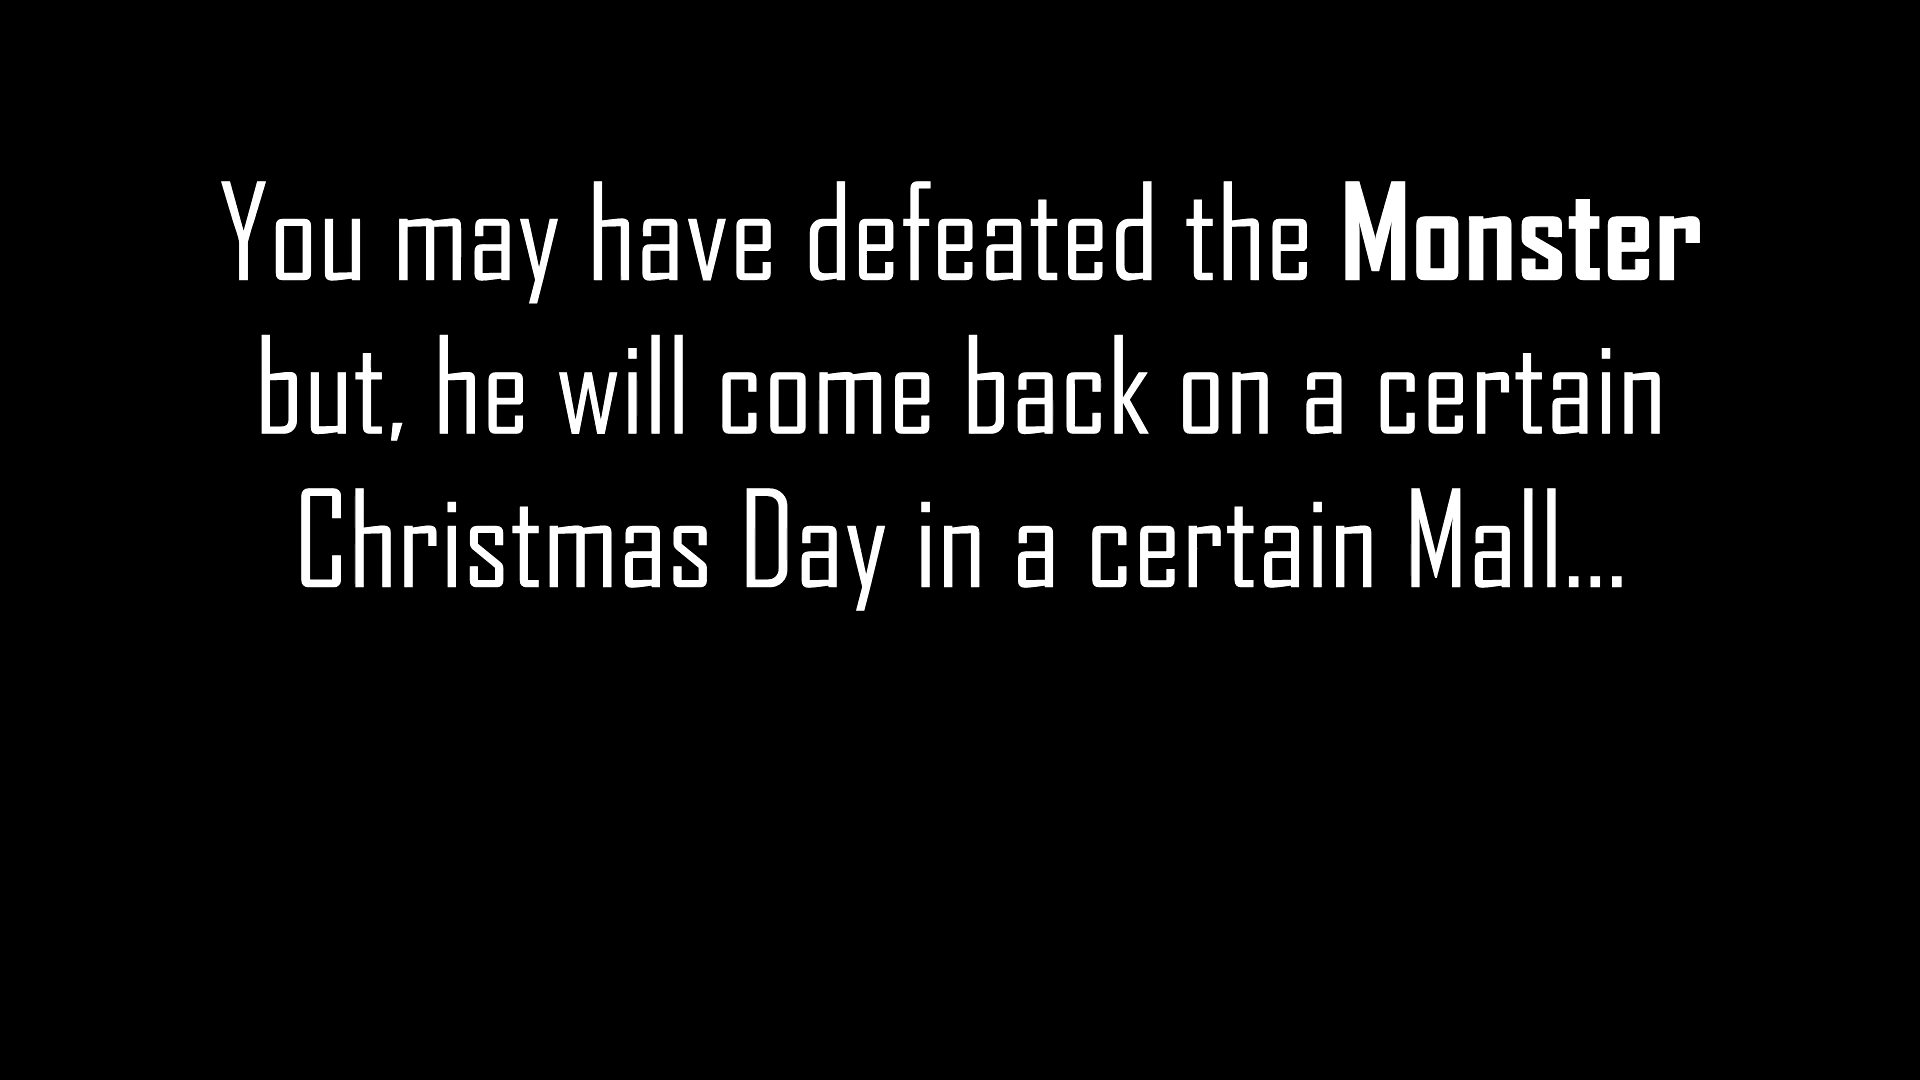 You may have defeated the Monster
but, he will come back on a certain
Christmas Day in a certain Mall...